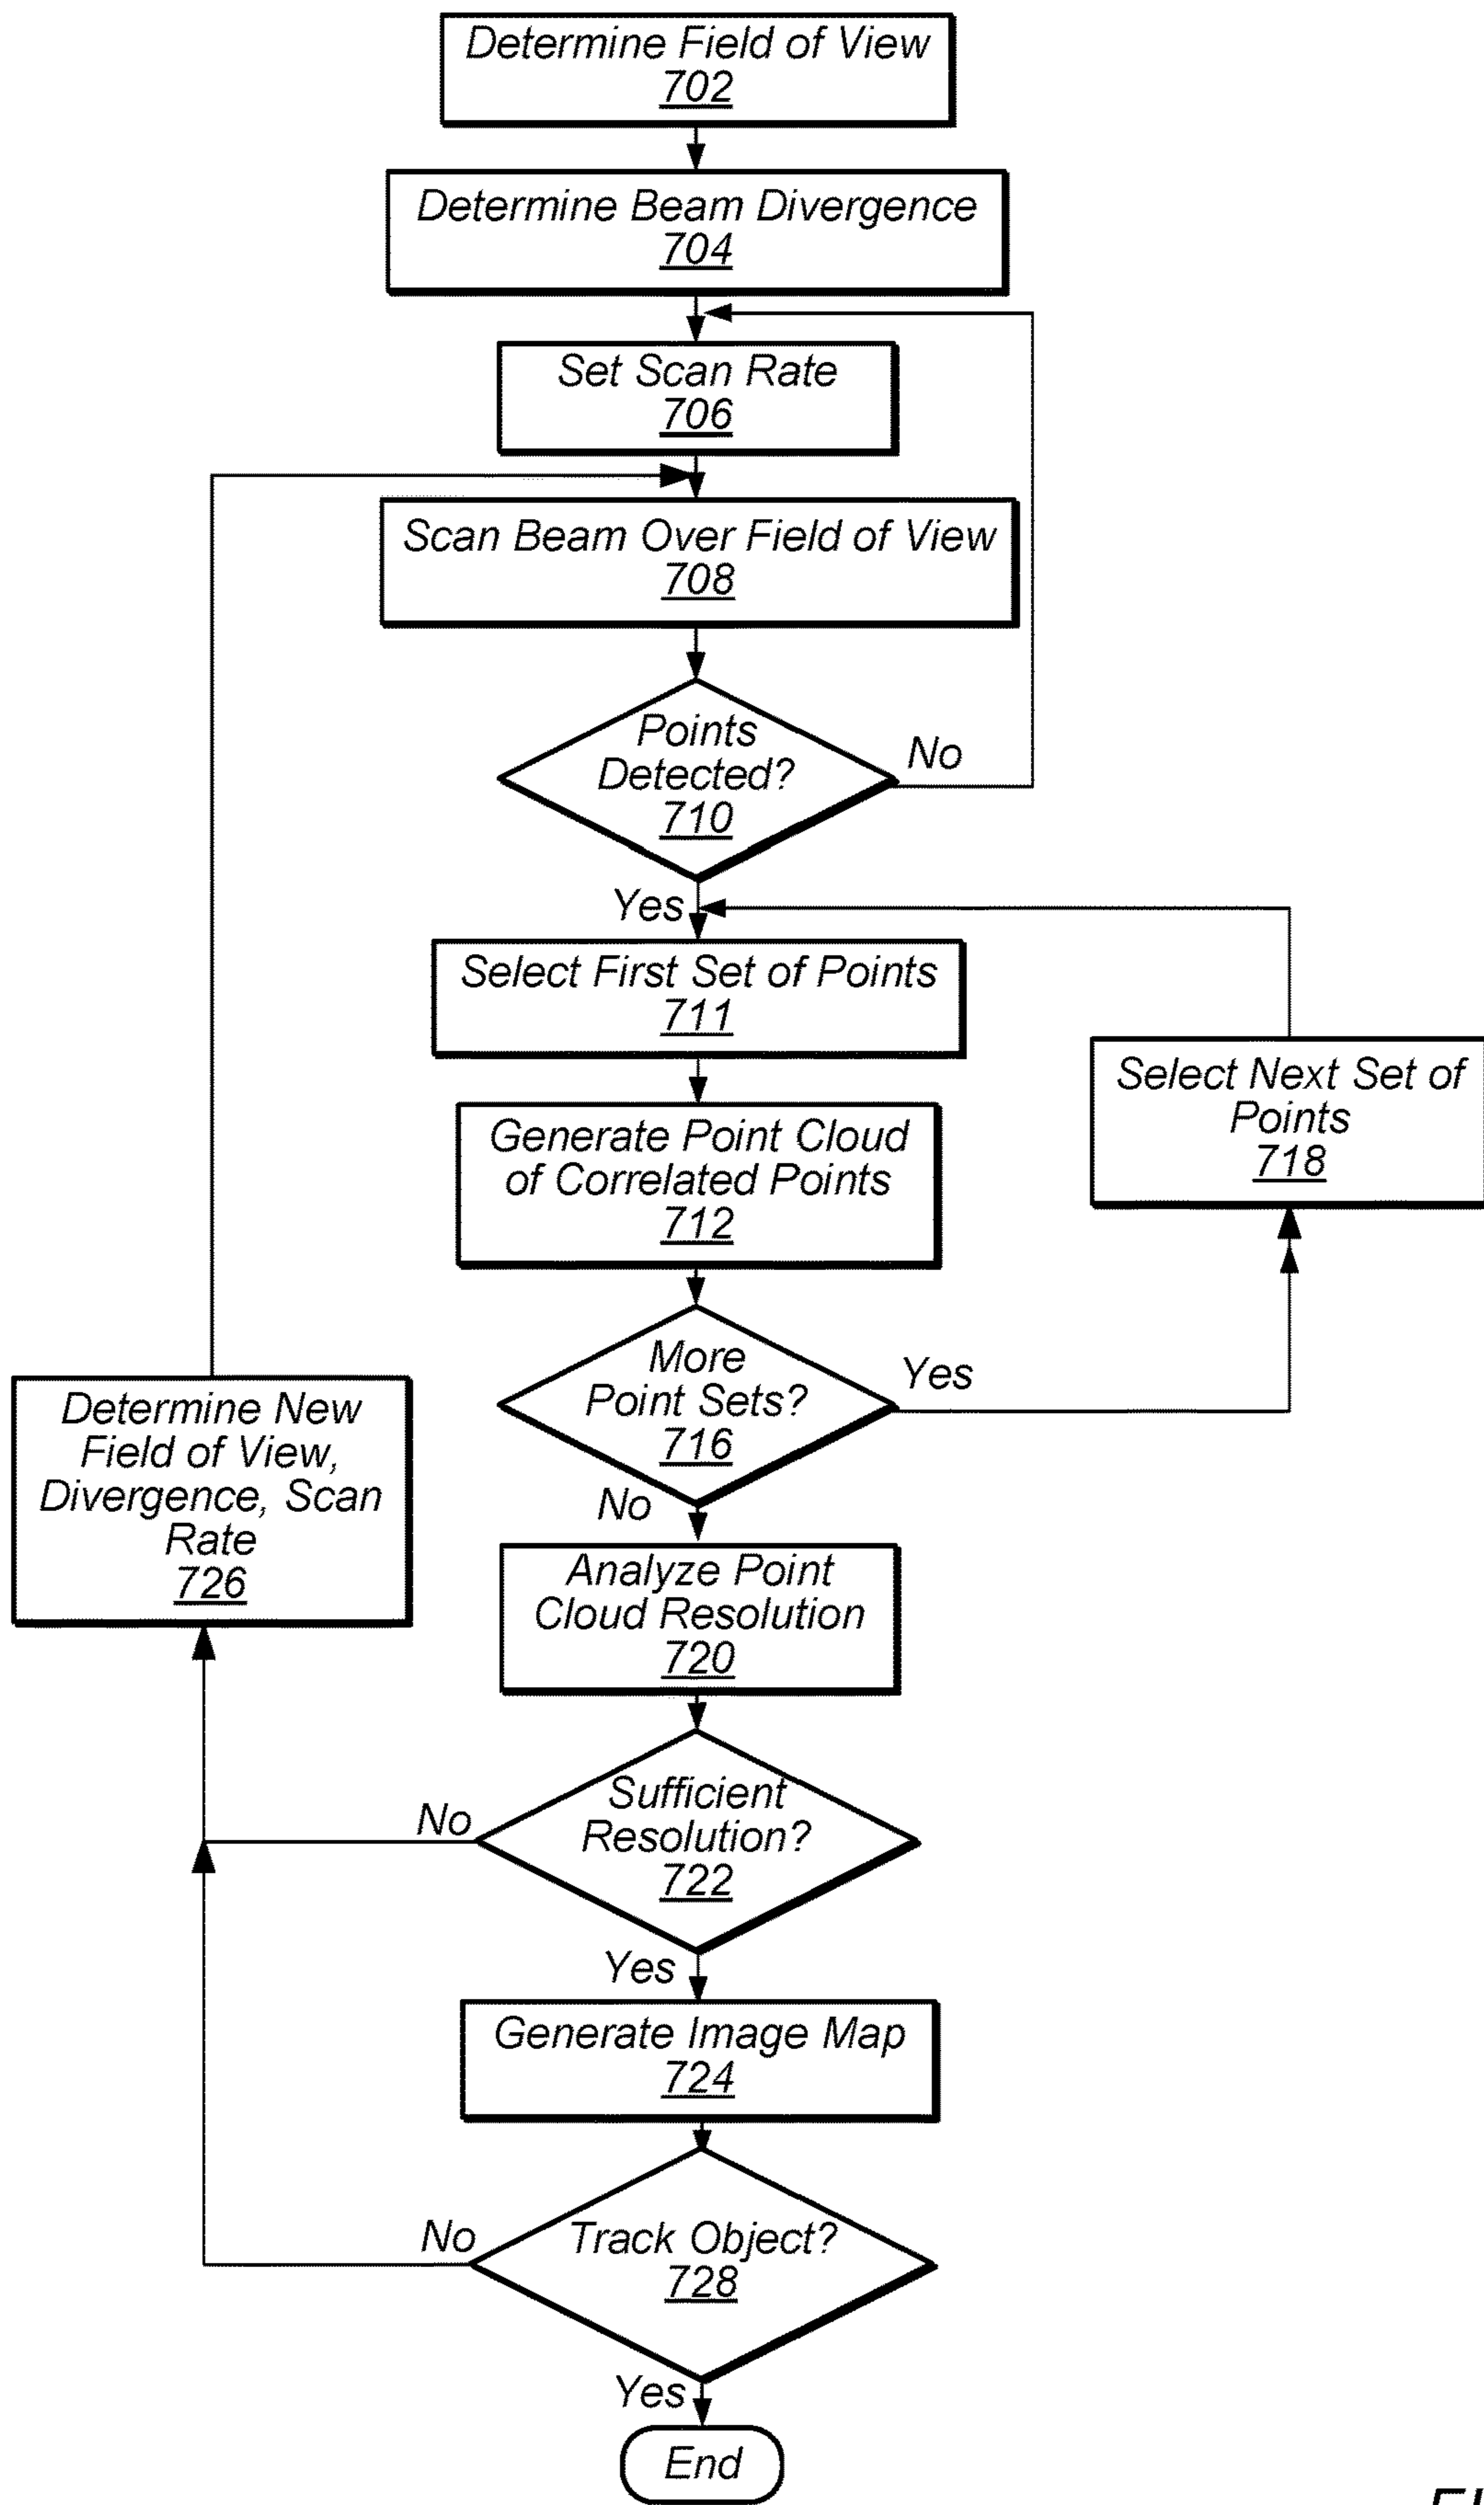 Determine Field of View
702
Determine Beam Divergence
704
Set Scan Rate
706
Scan Beam Over Field of View
708
Points
Detected?
710
No
Yes
Select First Set of Points
711
Select Next Set of
Points
718
Generate Point Cloud
of Correlated Points
712
More
Point Sets?
716
Yes
No
Determine New
Field of View,
Divergence, Scan
Rate
726
Analyze Point
Cloud Resolution
720
Sufficient
Resolution?
722
No
Yes
Generate Image Map
724
Track Object?
728
No
Yes
End